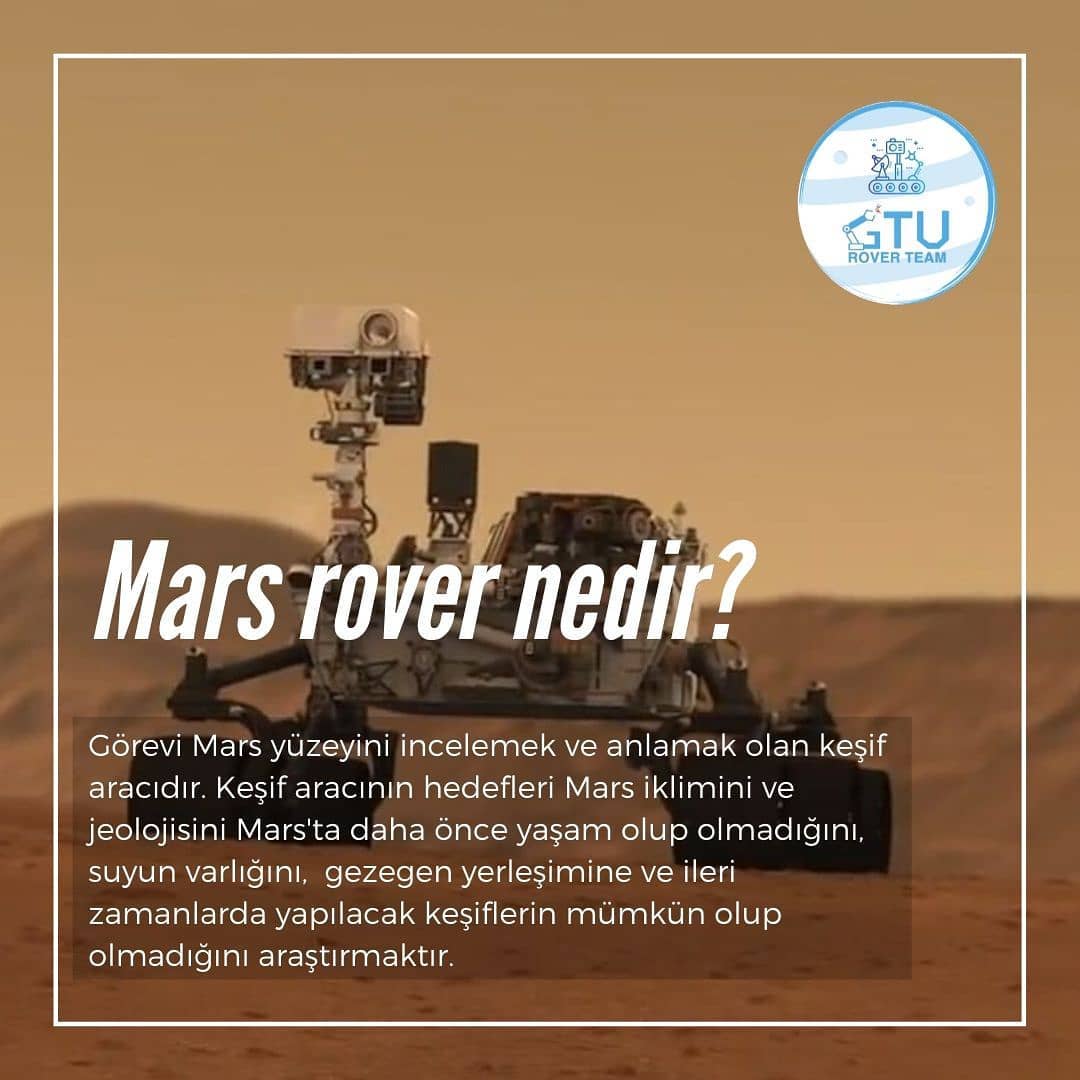 GTU
ROVER TEAM
Mars rover nedir?
Görevi Mars yüzeyini incelemek ve anlamak olan keşif
aracıdır. Keşif aracının hedefleri Mars iklimini ve
jeolojisini Mars'ta daha önce yaşam olup olmadığını,
suyun varlığını,  gezegen yerleşimine ve ileri
zamanlarda yapılacak keşiflerin mümkün olup
olmadığını araştırmaktır.